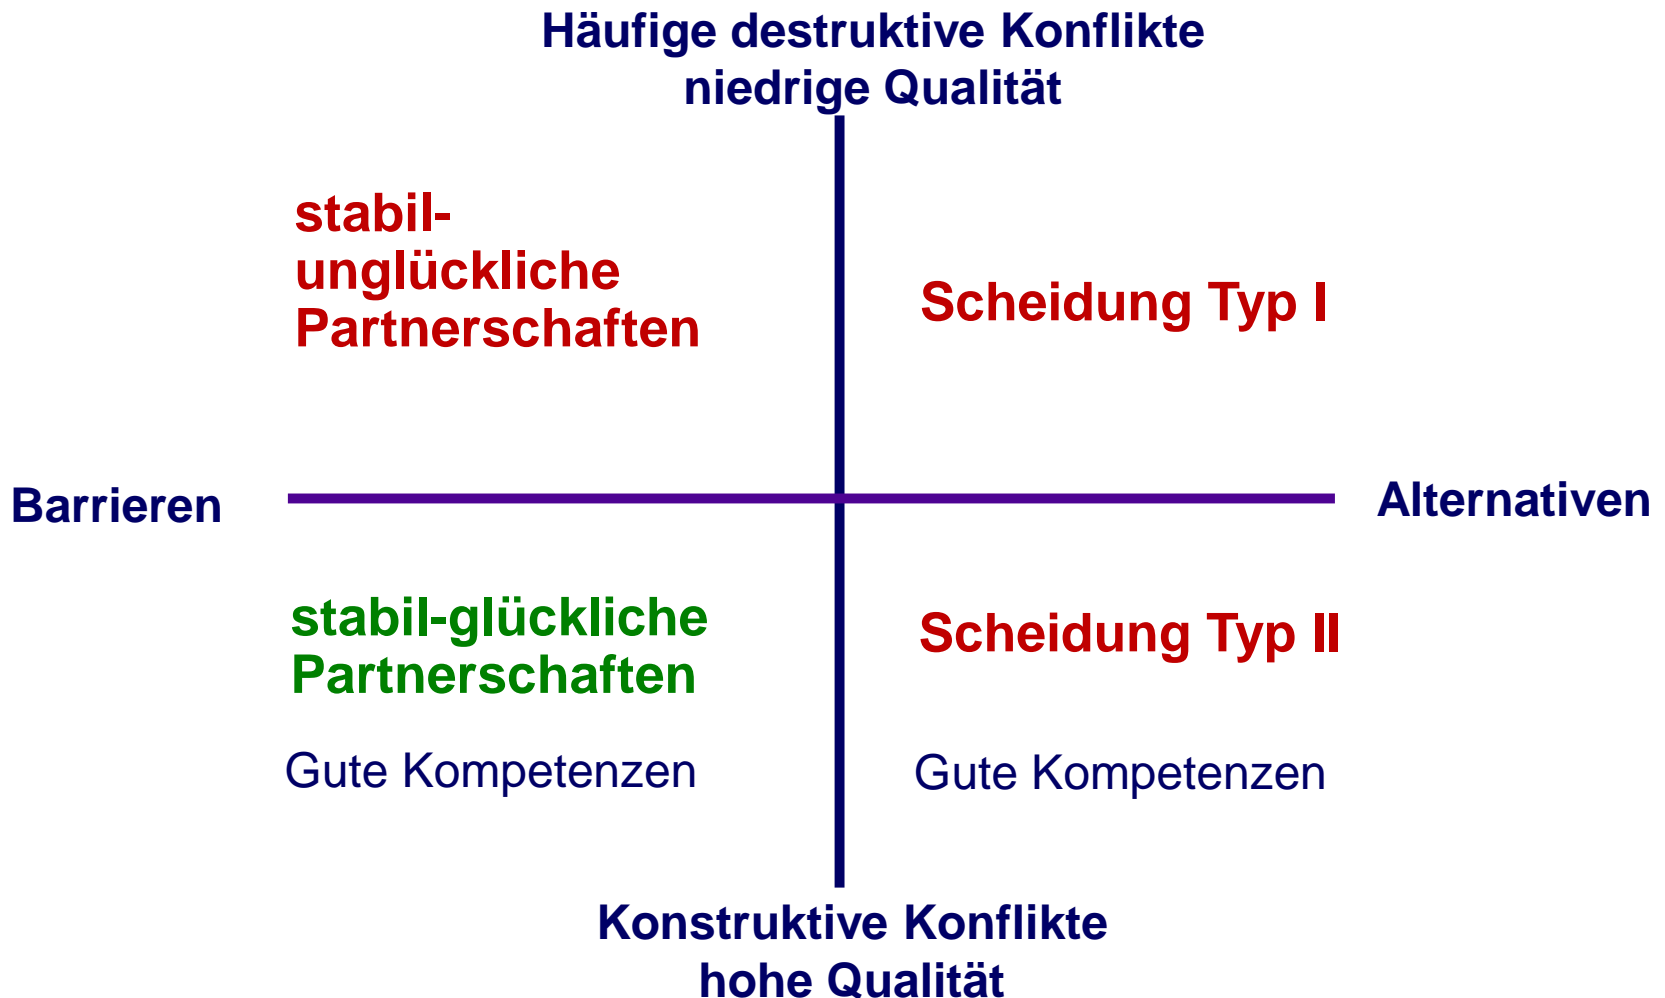 Häufige destruktive Konflikte
niedrige Qualität
stabil-
unglückliche
Partnerschaften
Scheidung Typ I
Barrieren
Alternativen
stabil-glückliche
Partnerschaften
Scheidung Typ II
Gute Kompetenzen
Gute Kompetenzen
Konstruktive Konflikte
hohe Qualität